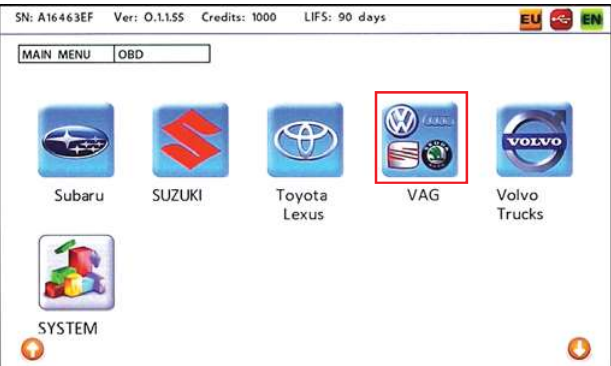 SN: A16463EF Ver: O.1.1.55 Credits: 1000 LIFS: 90 days EU EN
MAIN MENU OBD
VOLVO
Subaru SUZUKI Toyota Lexus VAG Volvo Trucks
SYSTEM